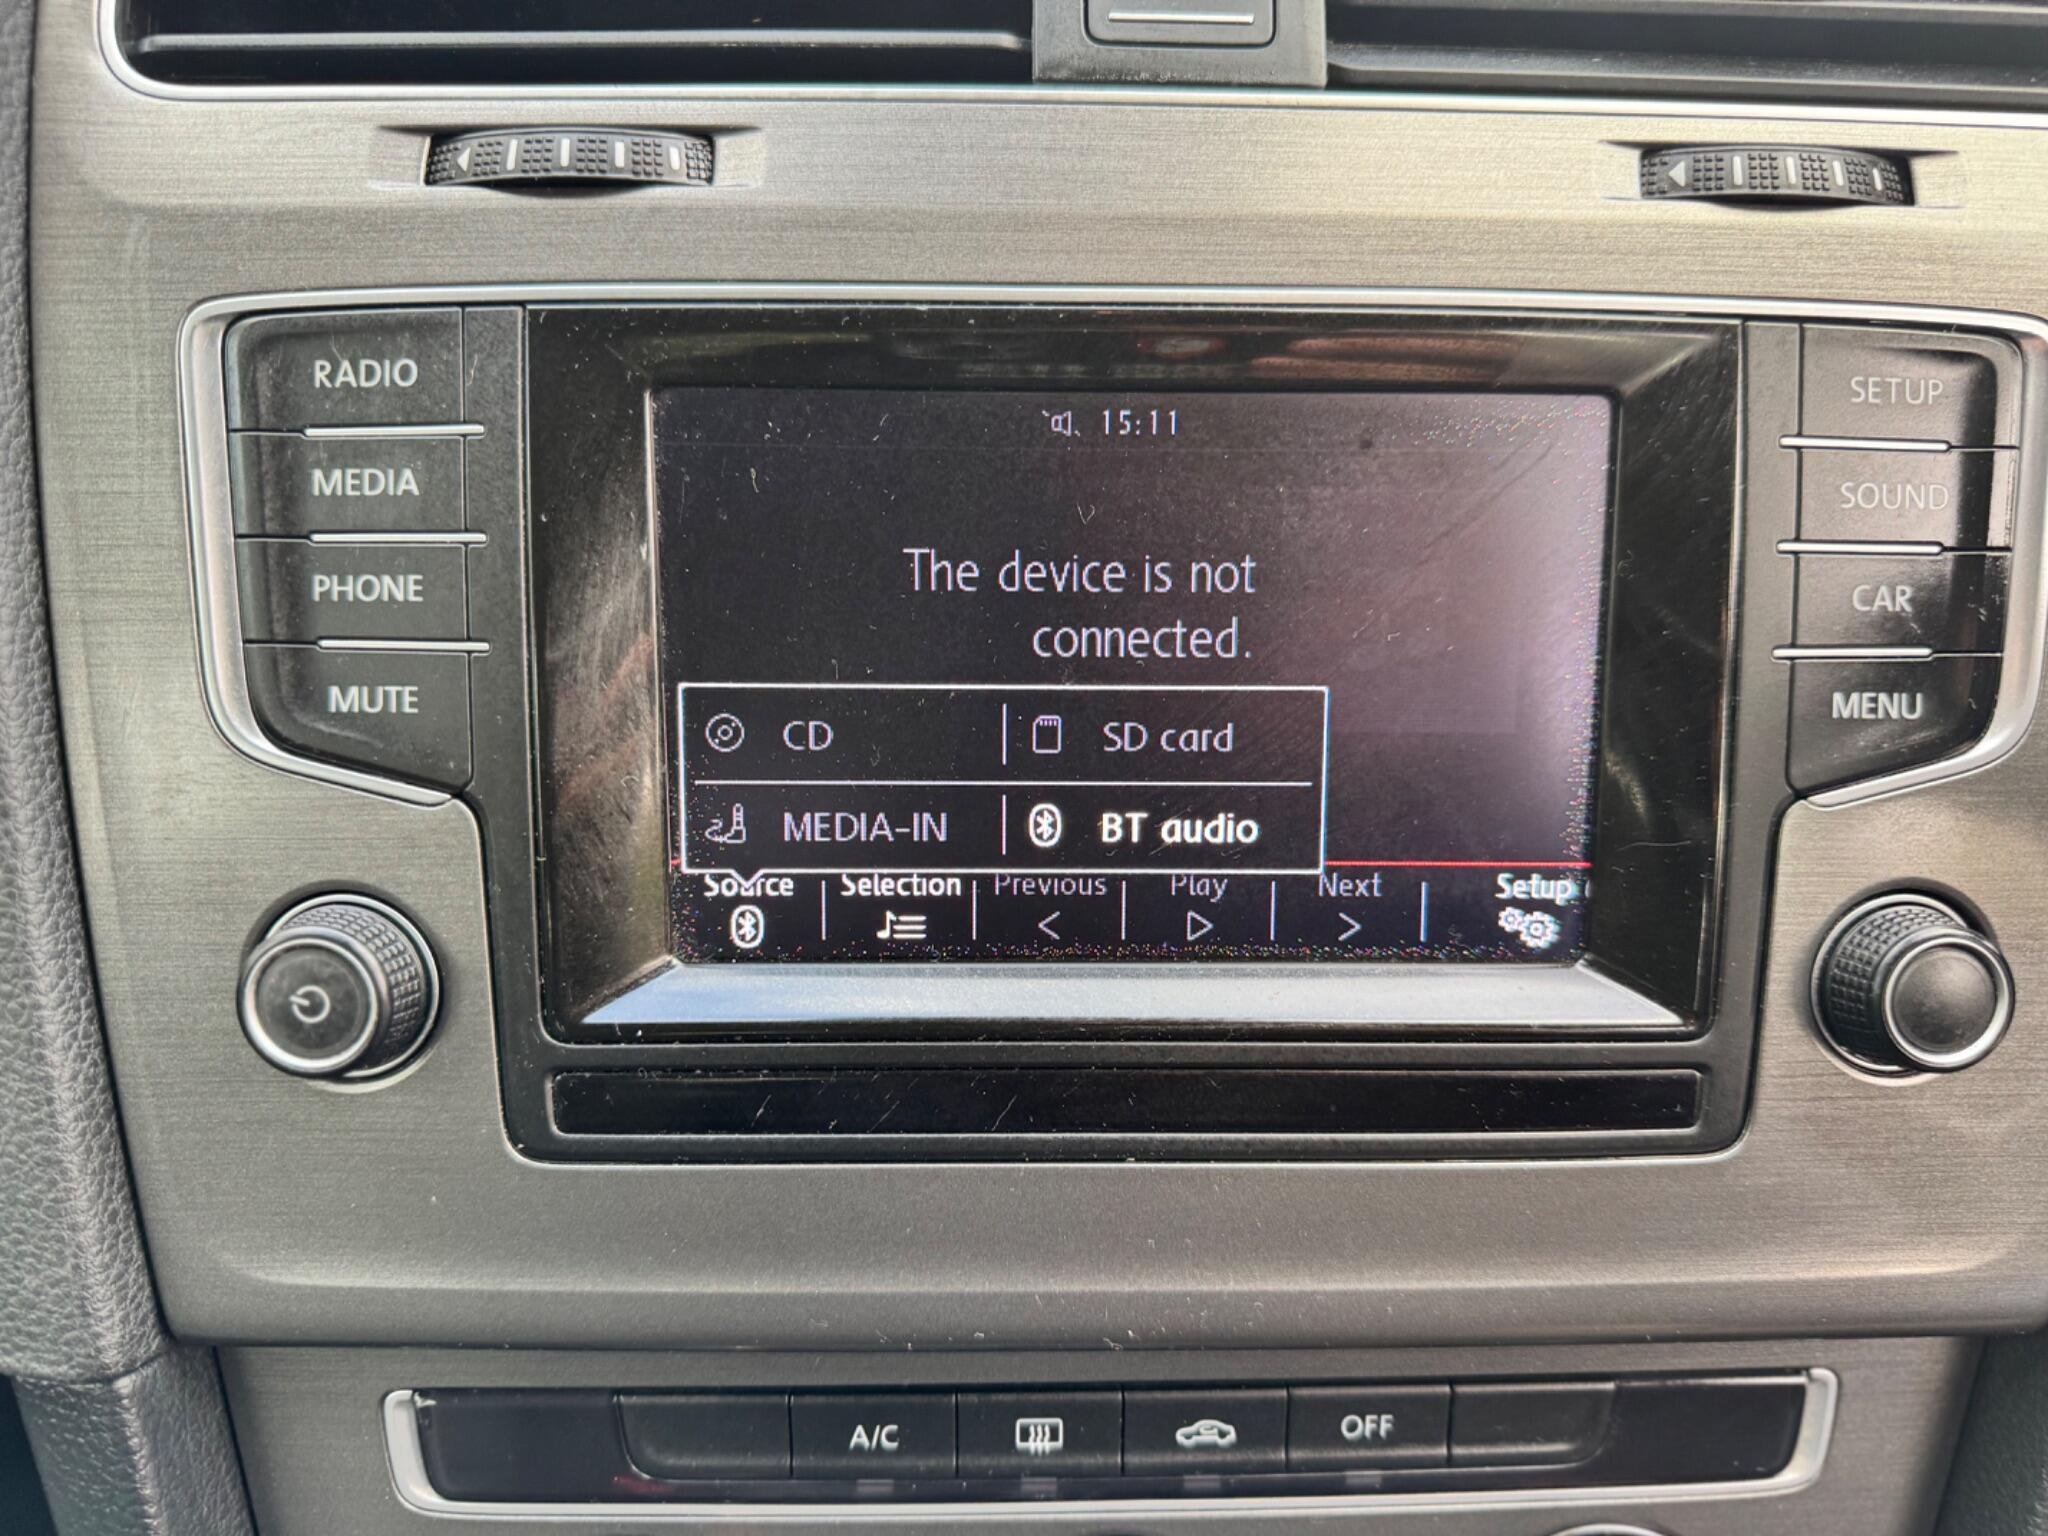 RADIO
MEDIA
PHONE
MUTE
15:11
The device is not
connected.
CD
SD card
MEDIA-IN
BT audio
Source
Selection
Previous
Play
Next
Setup
SETUP
SOUND
CAR
MENU
A/C
OFF